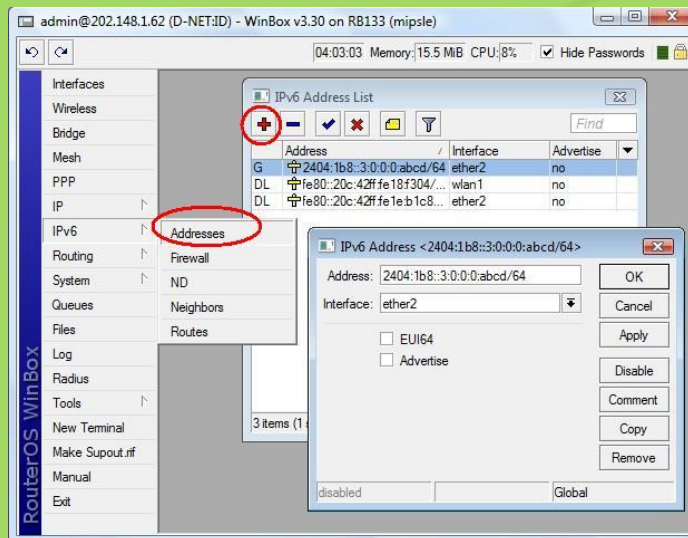 admin@202.148.1.62 (D-NET:ID) - WinBox v3.30 on RB133 (mipsle)
04:03:03 Memory: 15.5 MiB CPU: 8% Hide Passwords
RouterOS WinBox
Interfaces
Wireless
Bridge
Mesh
PPP
IP
IPv6
Routing
System
Queues
Files
Log
Radius
Tools
New Terminal
Make Supout.rif
Manual
Exit
Addresses
Firewall
ND
Neighbors
Routes
IPv6 Address List
Find
Address Interface Advertise
G 2404:1b8::3:0:0:0:abcd/64 ether2 no
DL fe80::20c:42ff:fe18:f304/... wlan1 no
DL fe80::20c:42ff:fe1e:b1c8... ether2 no
3 items (1
IPv6 Address <2404:1b8::3:0:0:0:abcd/64>
Address: 2404:1b8::3:0:0:0:abcd/64
Interface: ether2
EUI64
Advertise
OK
Cancel
Apply
Disable
Comment
Copy
Remove
disabled
Global